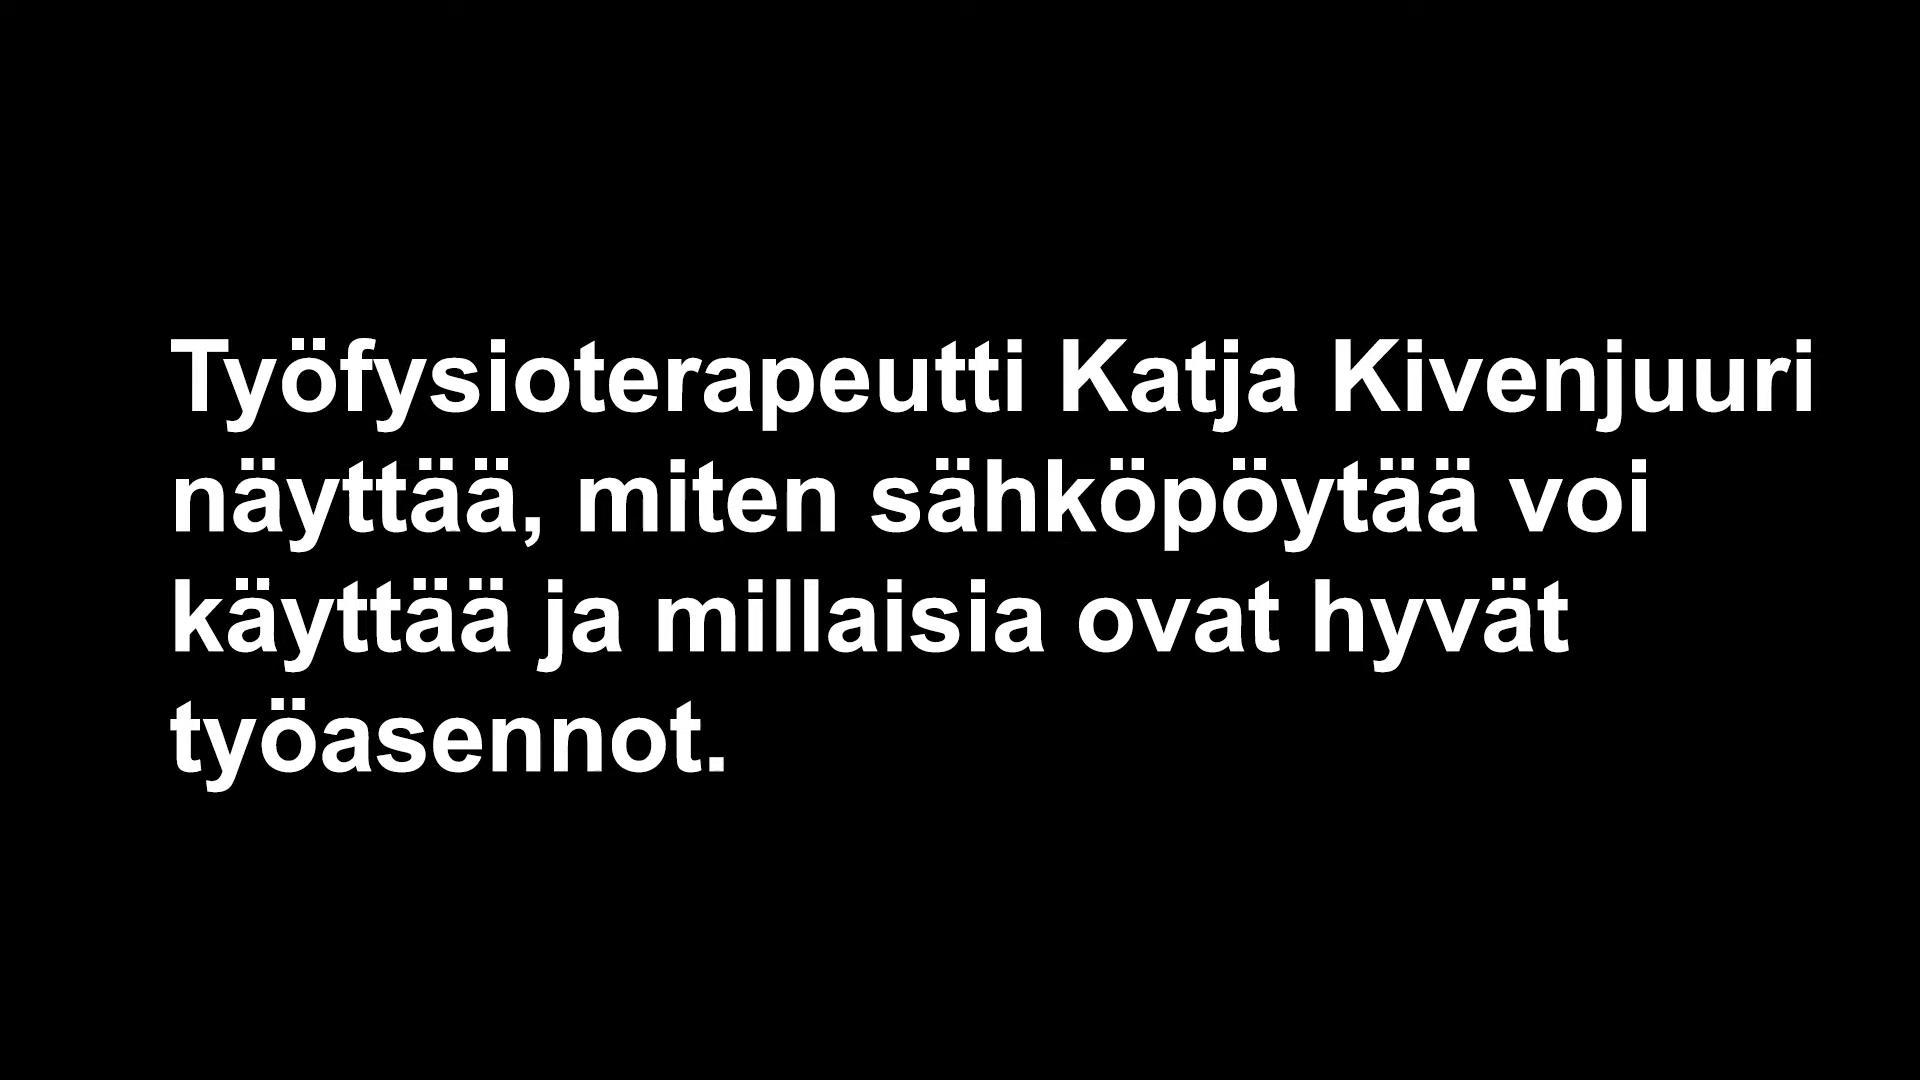 Työfysioterapeutti Katja Kivenjuuri
näyttää, miten sähköpöytää voi
käyttää ja millaisia ovat hyvät
työasennot.